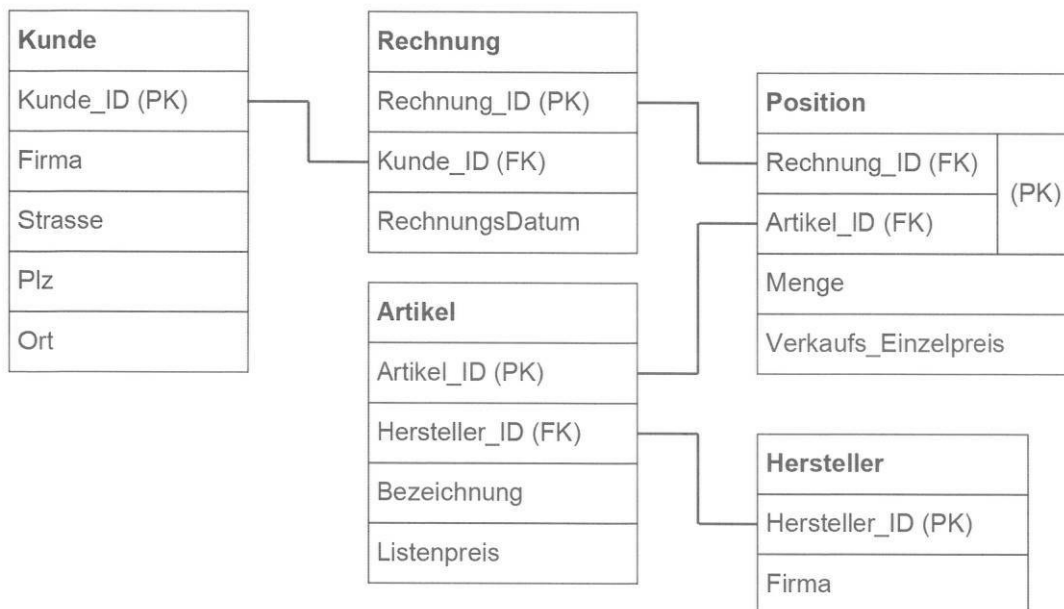 Kunde
Kunde_ID (PK)
Firma
Strasse
Plz
Ort
Rechnung
Rechnung_ID (PK)
Kunde_ID (FK)
RechnungsDatum
Artikel
Artikel_ID (PK)
Hersteller_ID (FK)
Bezeichnung
Listenpreis
Position
Rechnung_ID (FK)
Artikel_ID (FK)
(PK)
Menge
Verkaufs_Einzelpreis
Hersteller
Hersteller_ID (PK)
Firma